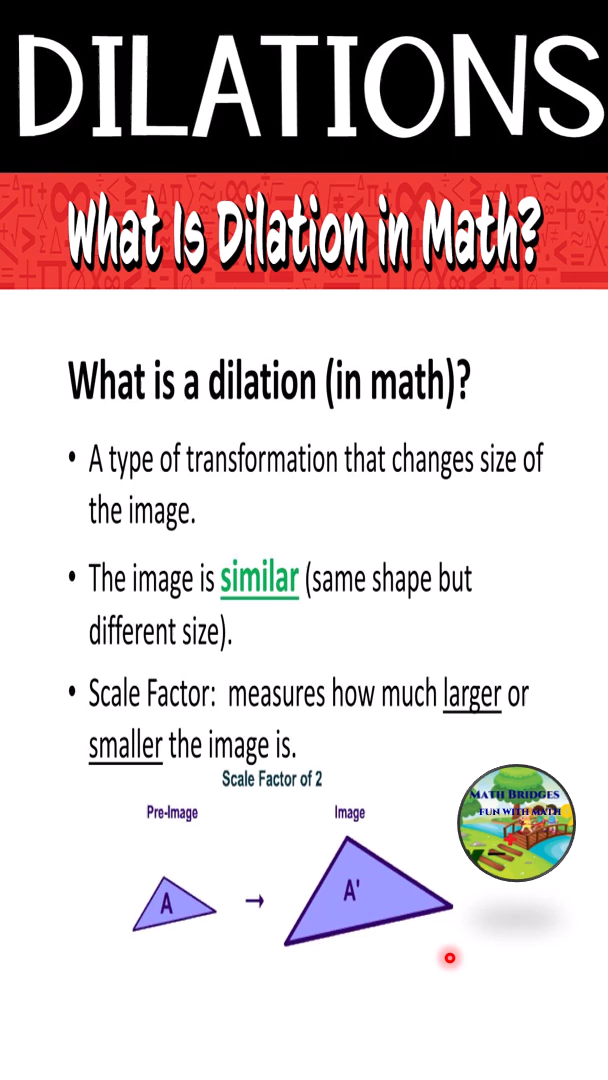 DILATIONS
What Is Dilation in Math?
What is a dilation (in math)?
• A type of transformation that changes size of
the image.
• The image is similar (same shape but
different size).
• Scale Factor: measures how much larger or
smaller the image is.
Scale Factor of 2
Pre-Image Image
MATH BRIDGES
FUN WITH MATH
A → A'